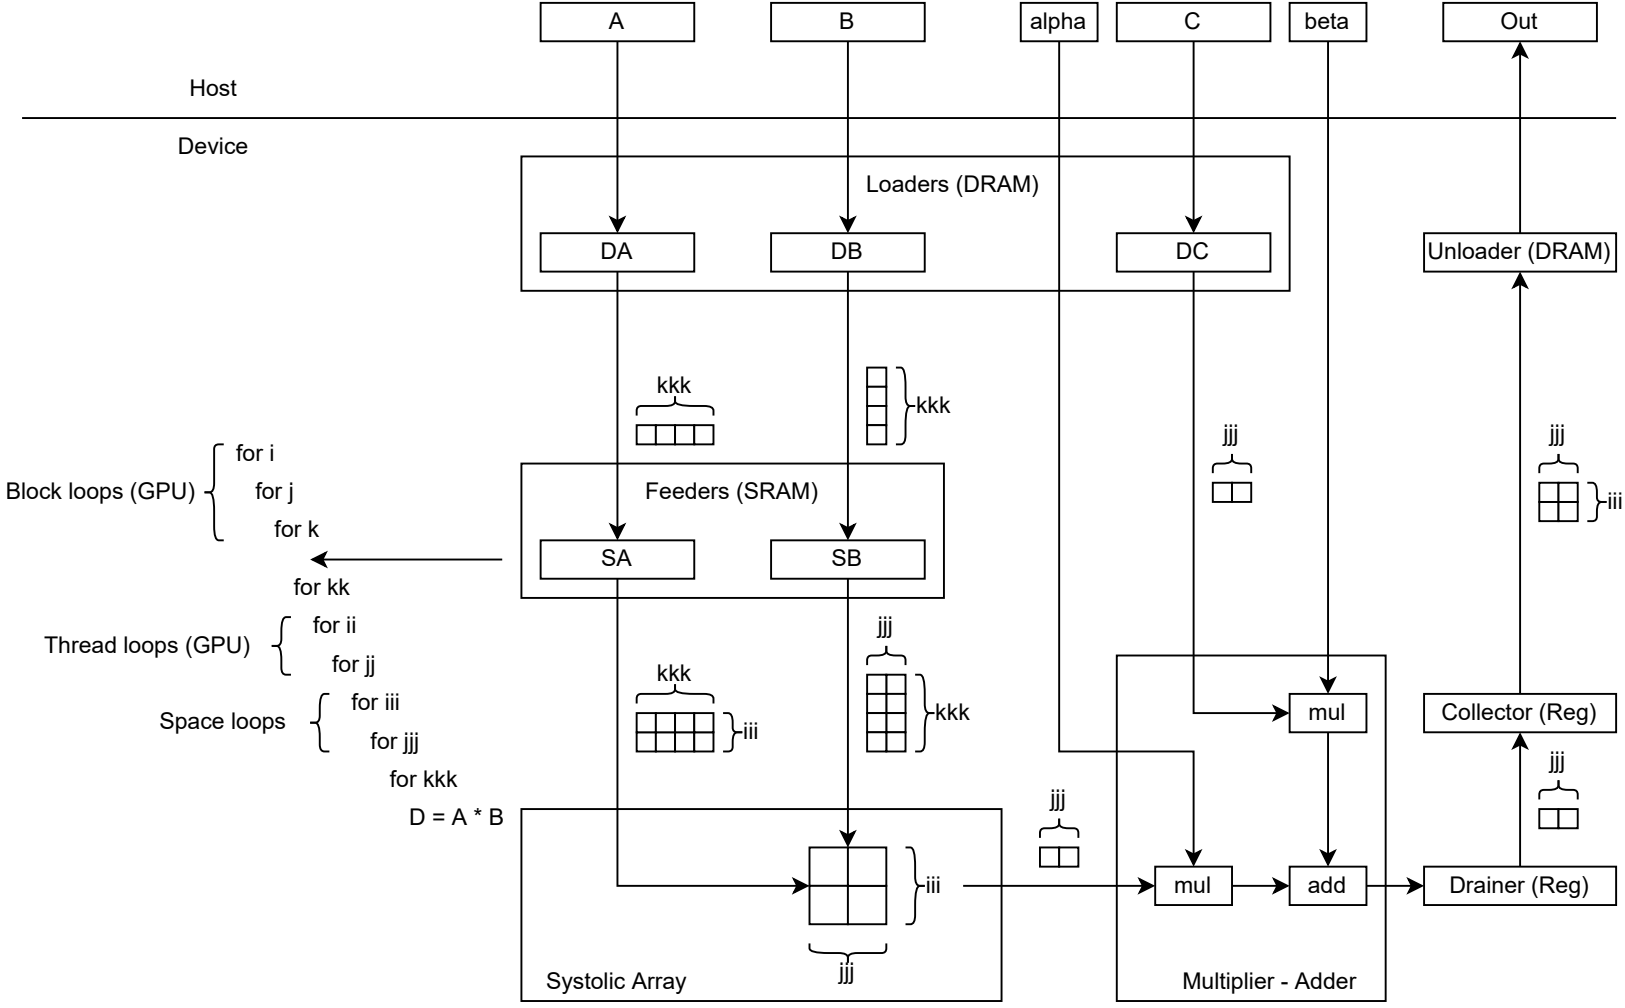 A
B
alpha
C
beta
Out
Host
Device
Loaders (DRAM)
DA
DB
DC
Unloader (DRAM)
kkk
kkk
jjj
jjj
iii
Block loops (GPU)
for i
for j
for k
Feeders (SRAM)
SA
SB
for kk
Thread loops (GPU)
for ii
for jj
Space loops
for iii
for jjj
for kkk
D = A * B
kkk
iii
jjj
kkk
mul
Collector (Reg)
jjj
jjj
iii
jjj
mul
add
Drainer (Reg)
Systolic Array
Multiplier - Adder